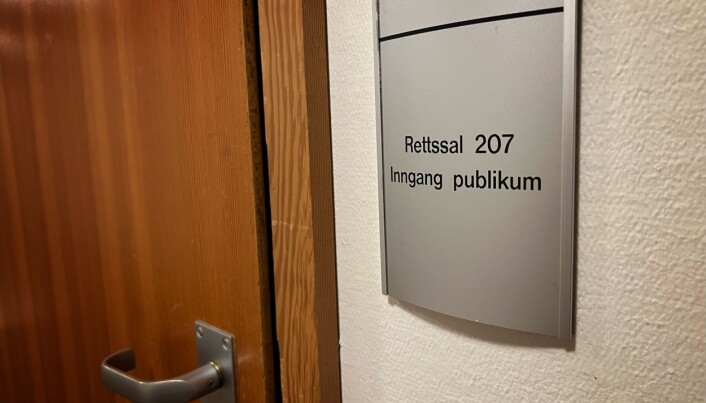 Rettssal 207
Inngang publikum